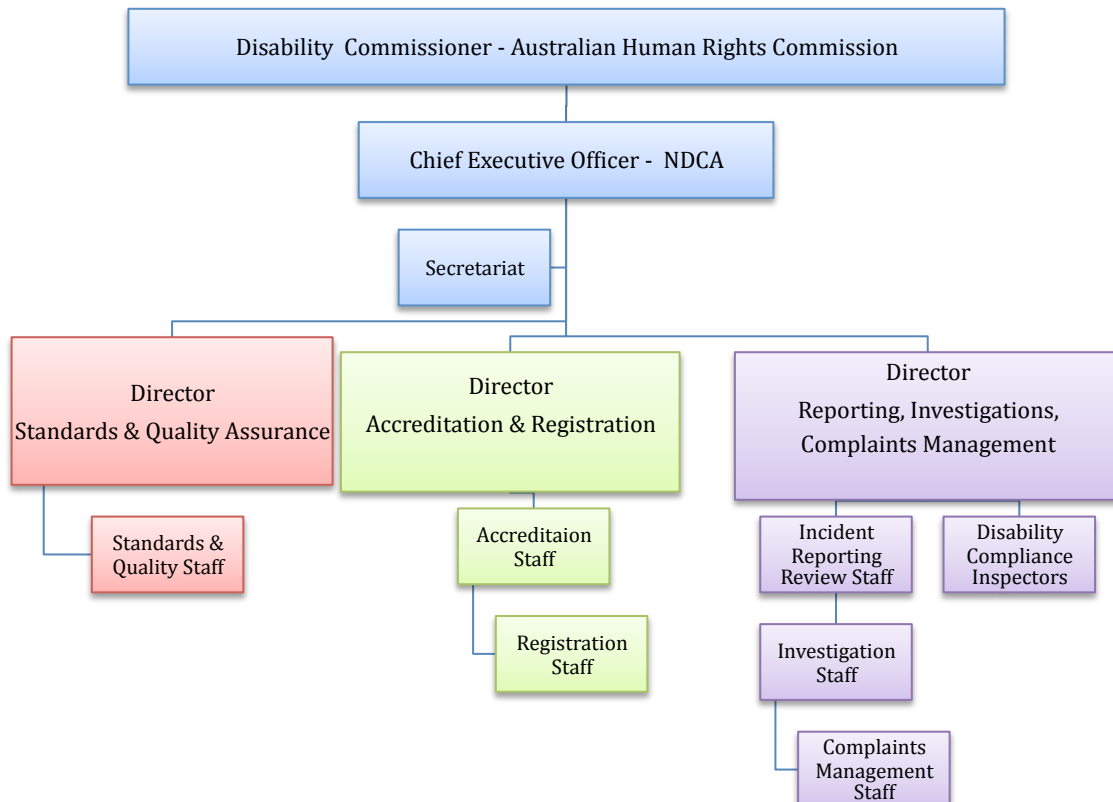 Disability  Commissioner - Australian Human Rights Commission
Chief Executive Officer -  NDCA
Secretariat
Director
Standards & Quality Assurance
Director
Accreditation & Registration
Director
Reporting, Investigations,
Complaints Management
Standards &
Quality Staff
Accreditaion
Staff
Registration
Staff
Incident
Reporting
Review Staff
Disability
Compliance
Inspectors
Investigation
Staff
Complaints
Management
Staff